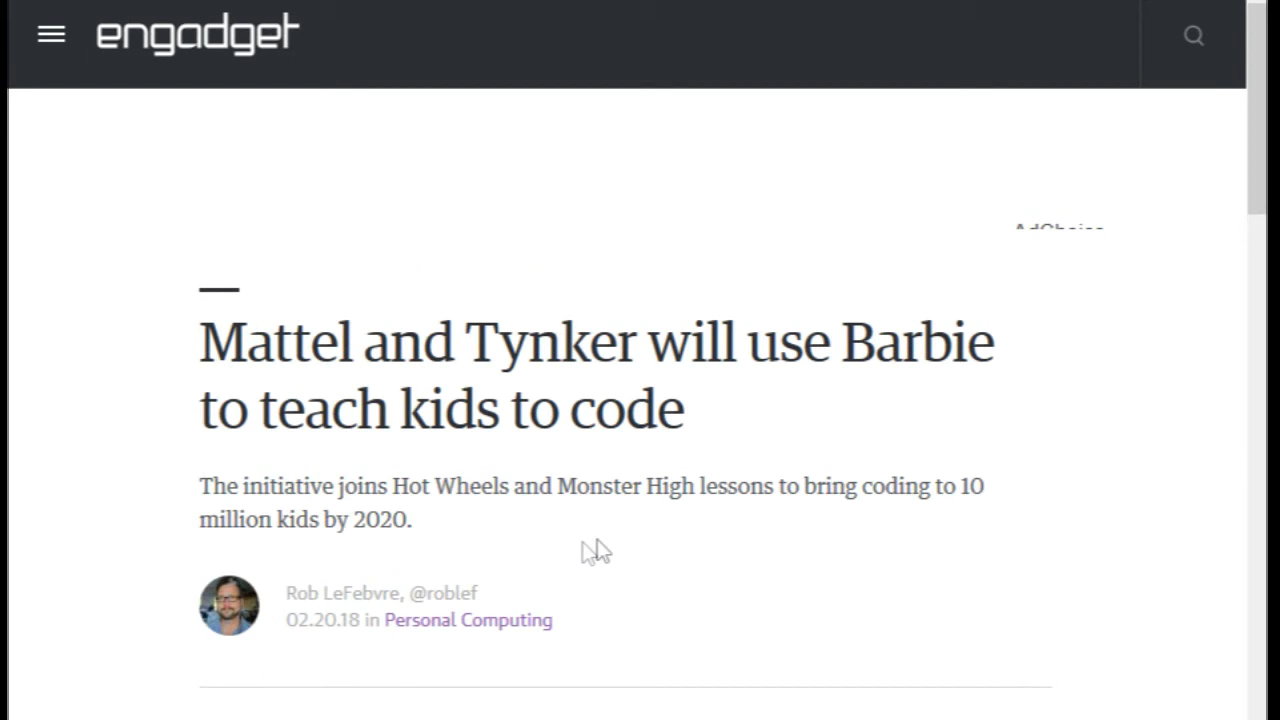 engadget
Mattel and Tynker will use Barbie
to teach kids to code
The initiative joins Hot Wheels and Monster High lessons to bring coding to 10
million kids by 2020.
Rob LeFebvre, @roblef
02.20.18 in Personal Computing